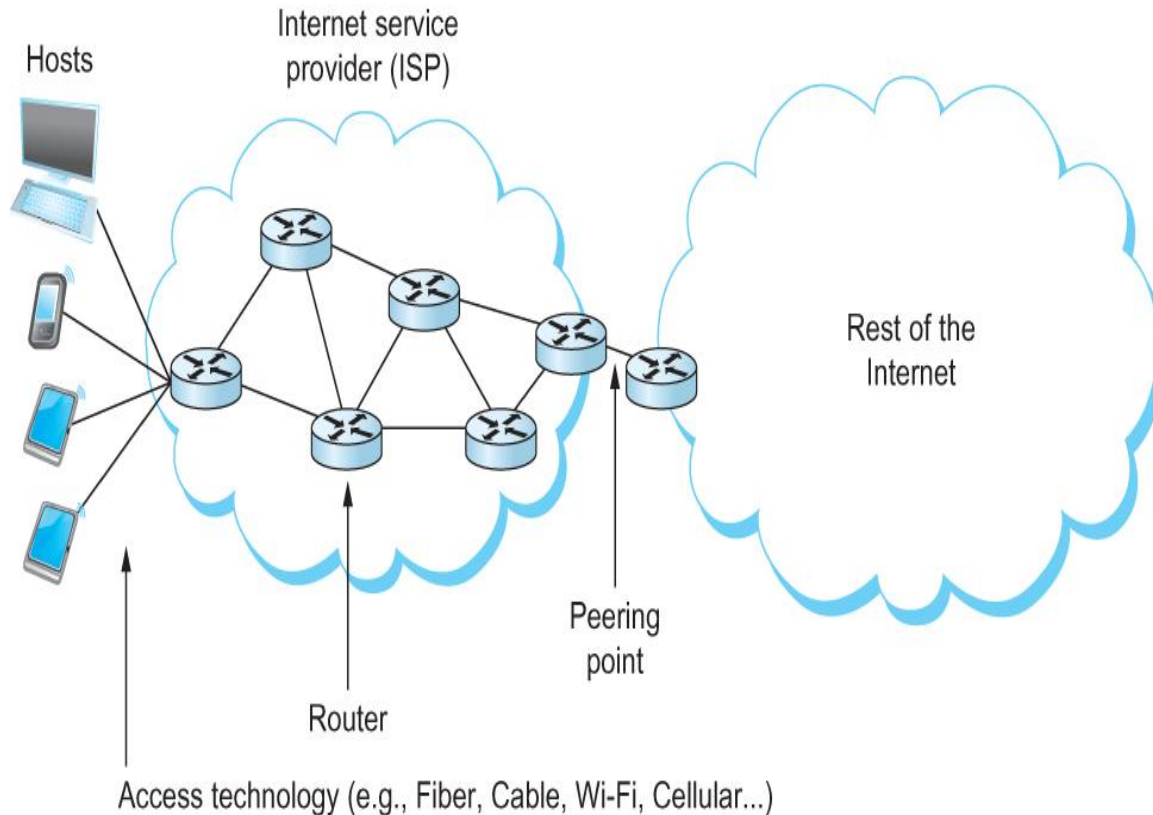 Internet service
provider (ISP)
Hosts
Rest of the
Internet
Peering
point
Router
Access technology (e.g., Fiber, Cable, Wi-Fi, Cellular...)